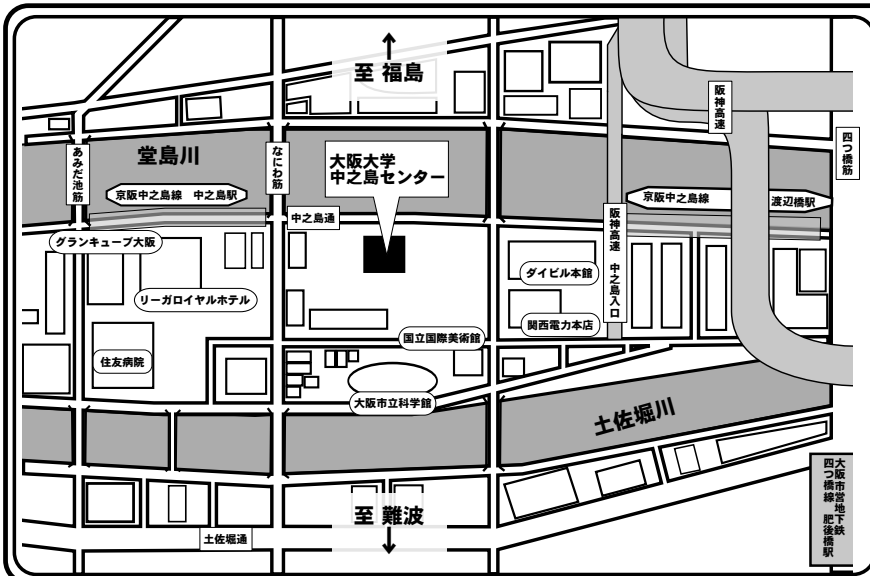 至 福島
阪神高速
四つ橋筋
あみだ池筋
堂島川
なにわ筋
大阪大学
中之島センター
京阪中之島線 中之島駅
京阪中之島線 渡辺橋駅
中之島通
阪神高速 中之島入口
グランキューブ大阪
ダイビル本館
リーガロイヤルホテル
関西電力本店
国立国際美術館
住友病院
大阪市立科学館
土佐堀川
大阪市営地下鉄
四つ橋線 肥後橋駅
至 難波
土佐堀通